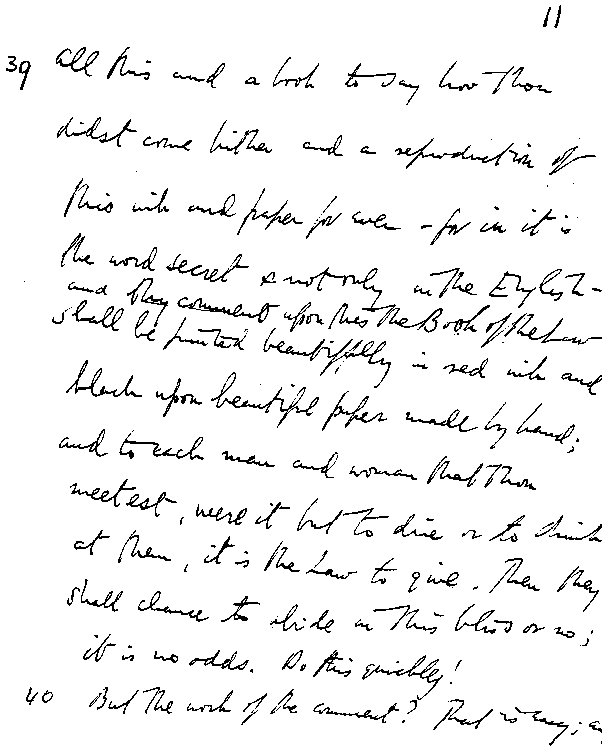 11
39 All this and a book to say how Thou
didst come hither and a reproduction of
this ink and paper for ever - for in it is
the word secret & not only in the English -
and thy comment upon this the Book of the Law
shall be printed beautifully in red ink and
black upon beautiful paper made by hand;
and to each man and woman that Thou
meetest, were it but to dine or to drink
at them, it is the Law to give. Then they
shall chance to abide in this bliss or no;
it is no odds. Do this quickly!
40 But the work of the comment? That is easy; an